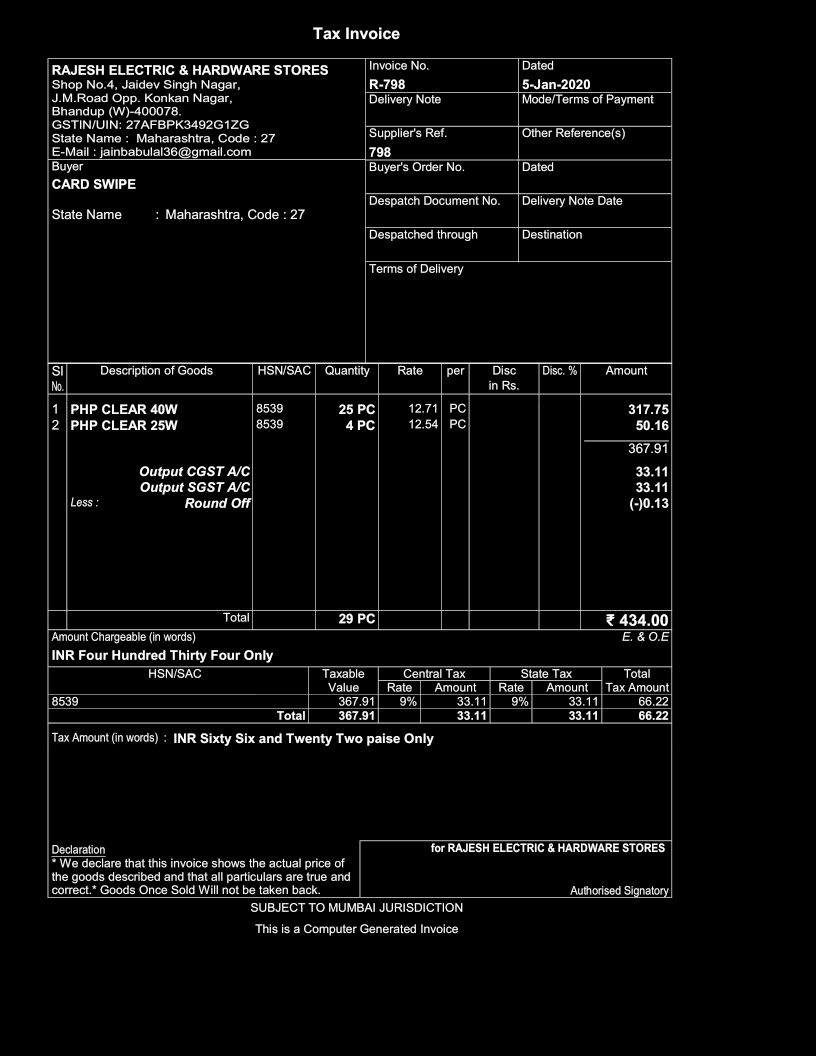 Tax Invoice
RAJESH ELECTRIC & HARDWARE STORES
Shop No.4, Jaidev Singh Nagar,
J.M.Road Opp. Konkan Nagar,
Bhandup (W)-400078.
GSTIN/UIN: 27AFBPK3492G1ZG
State Name : Maharashtra, Code : 27
E-Mail : jainbabulal36@gmail.com
Invoice No. Dated
R-798 5-Jan-2020
Delivery Note Mode/Terms of Payment
Supplier's Ref. Other Reference(s)
798
Buyer
CARD SWIPE
State Name : Maharashtra, Code : 27
Buyer's Order No. Dated
Despatch Document No. Delivery Note Date
Despatched through Destination
Terms of Delivery
Sl No. Description of Goods HSN/SAC Quantity Rate per Disc in Rs. Disc. % Amount
1 PHP CLEAR 40W 8539 25 PC 12.71 PC 317.75
2 PHP CLEAR 25W 8539 4 PC 12.54 PC 50.16
367.91
Output CGST A/C 33.11
Output SGST A/C 33.11
Less : Round Off (-)0.13
Total 29 PC ₹ 434.00
Amount Chargeable (in words) E. & O.E
INR Four Hundred Thirty Four Only
HSN/SAC Taxable Value Central Tax State Tax Total Tax Amount
Rate Amount Rate Amount
8539 367.91 9% 33.11 9% 33.11 66.22
Total 367.91 33.11 33.11 66.22
Tax Amount (in words) : INR Sixty Six and Twenty Two paise Only
Declaration
* We declare that this invoice shows the actual price of
the goods described and that all particulars are true and
correct.* Goods Once Sold Will not be taken back.
for RAJESH ELECTRIC & HARDWARE STORES
Authorised Signatory
SUBJECT TO MUMBAI JURISDICTION
This is a Computer Generated Invoice